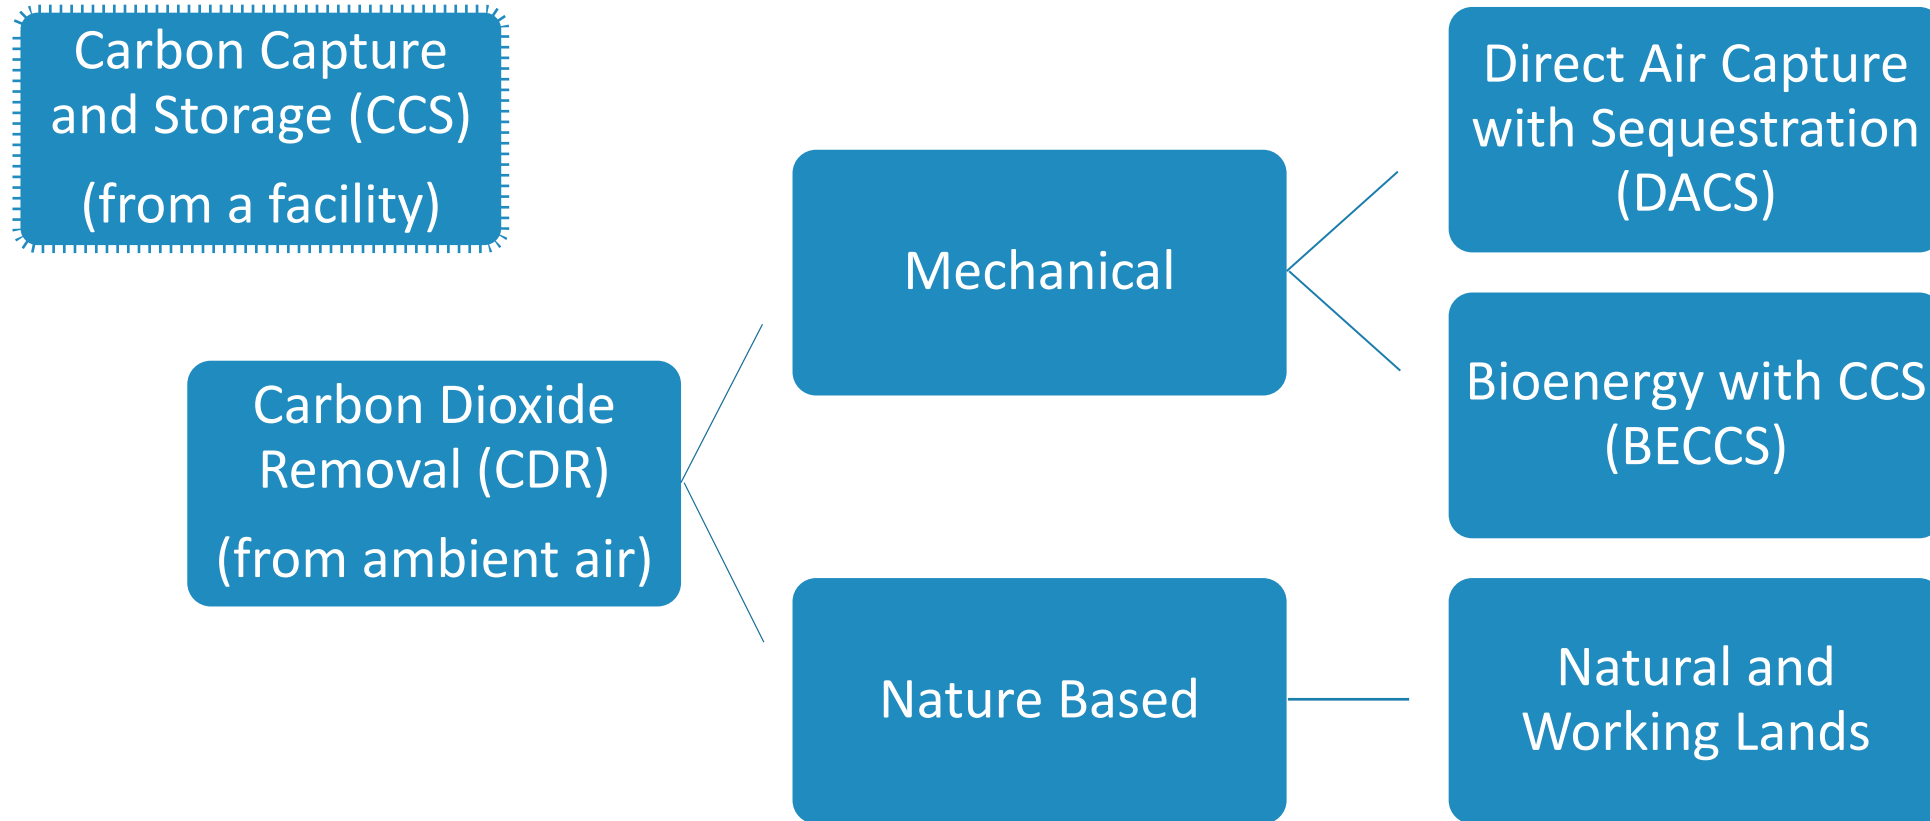 Carbon Capture
and Storage (CCS)
(from a facility)
Carbon Dioxide
Removal (CDR)
(from ambient air)
Mechanical
Nature Based
Direct Air Capture
with Sequestration
(DACS)
Bioenergy with CCS
(BECCS)
Natural and
Working Lands